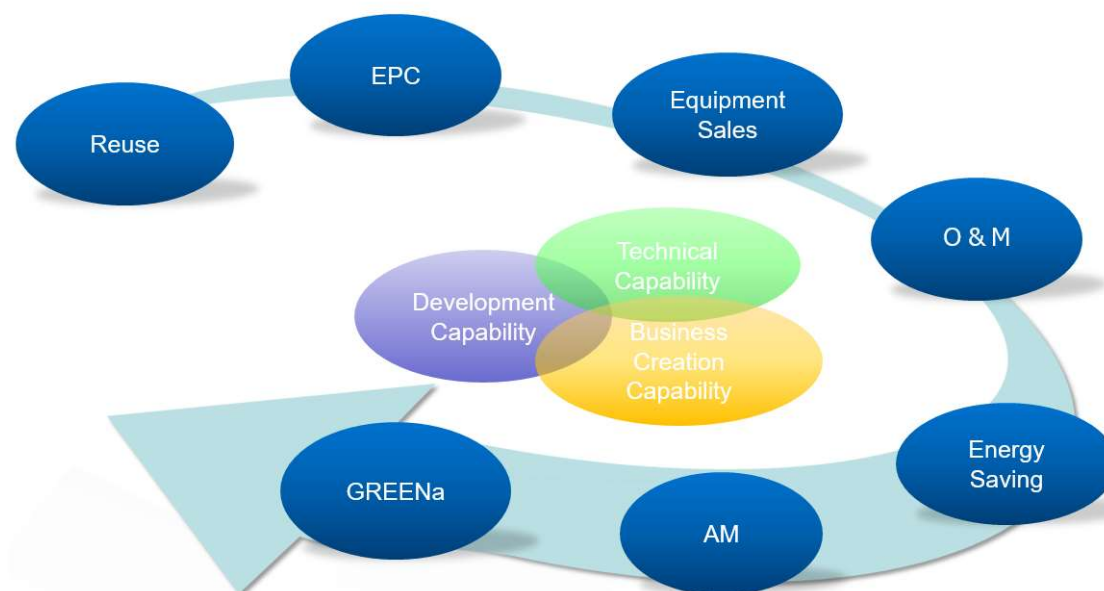 EPC
Equipment
Sales
Reuse
O & M
Technical
Capability
Development
Capability
Business
Creation
Capability
Energy
Saving
GREENa
AM